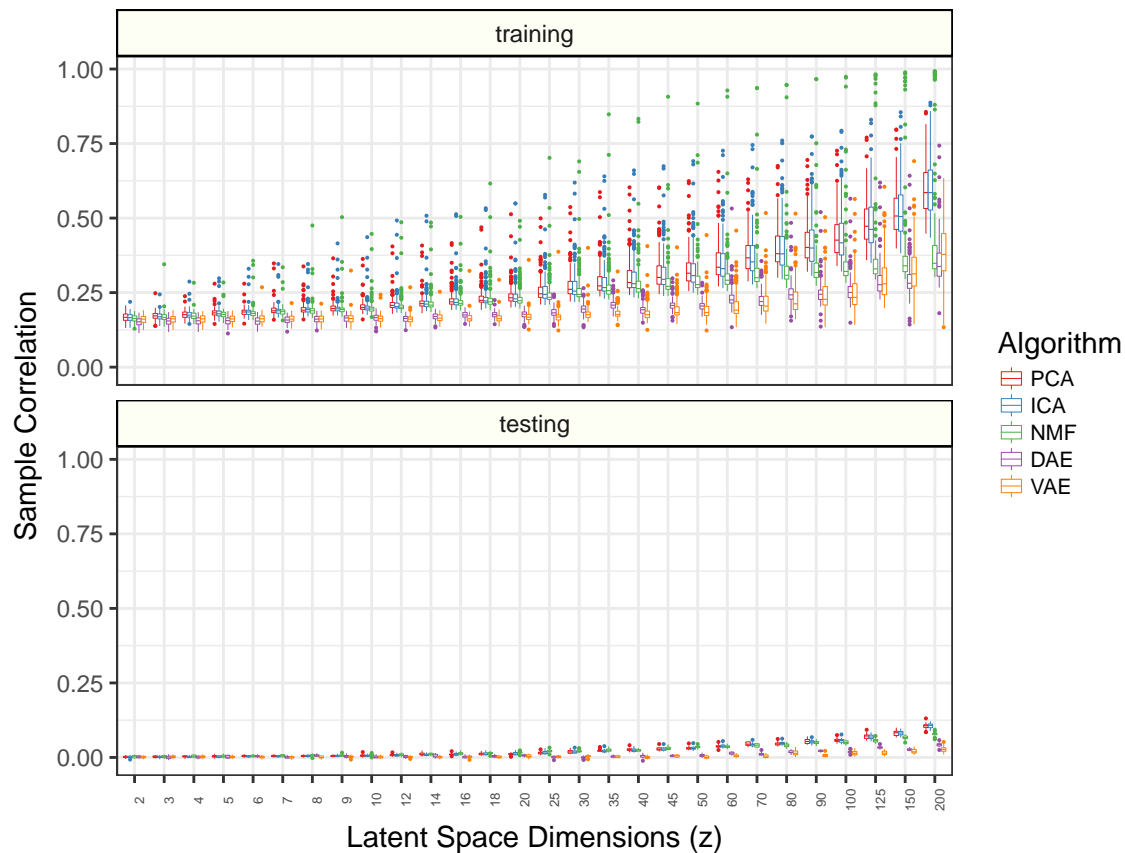 training
1.00
0.75
0.50
0.25
0.00
testing
1.00
0.75
0.50
0.25
0.00
Sample Correlation
2 3 4 5 6 7 8 9 10 12 14 16 18 20 25 30 35 40 45 50 60 70 80 90 100 125 150 200
Latent Space Dimensions (z)
Algorithm
PCA
ICA
NMF
DAE
VAE